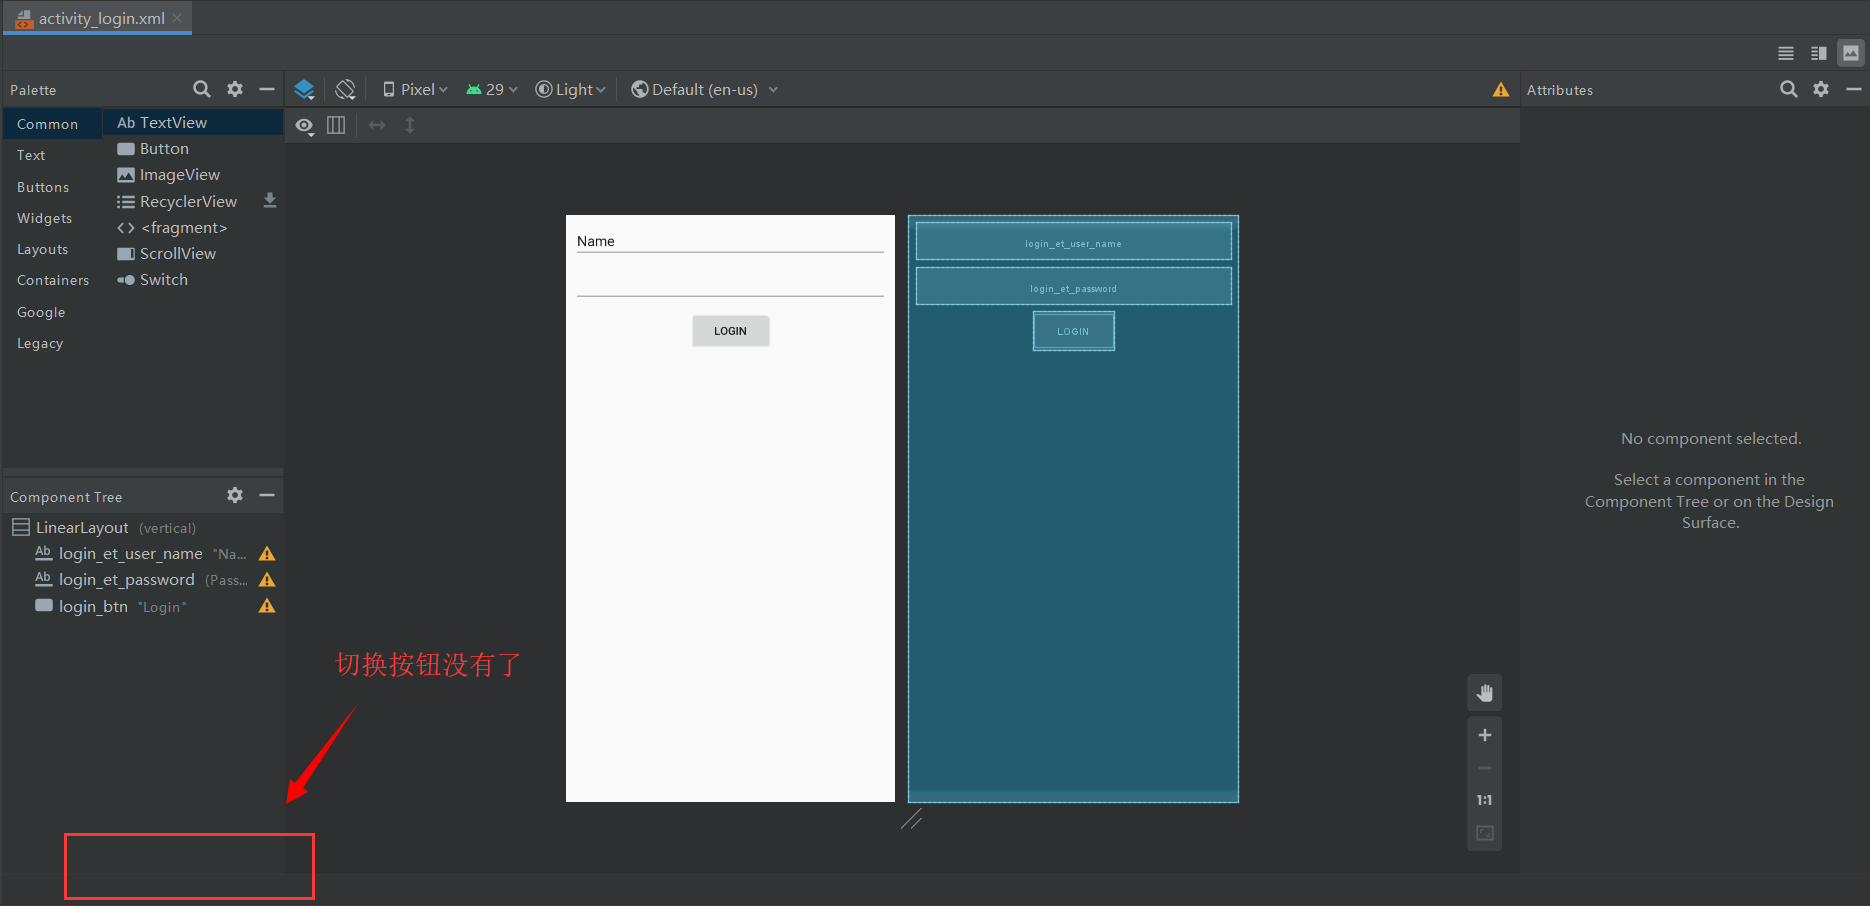 activity_login.xml
Palette
Pixel
29
Light
Default (en-us)
Attributes
Common
Text
Buttons
Widgets
Layouts
Containers
Google
Legacy
Ab TextView
Button
ImageView
RecyclerView
<fragment>
ScrollView
Switch
Name
LOGIN
login_et_user_name
login_et_password
LOGIN
No component selected.
Select a component in the
Component Tree or on the Design
Surface.
Component Tree
LinearLayout (vertical)
Ab login_et_user_name "Na...
Ab login_et_password (Pass...
login_btn "Login"
切换按钮没有了
1:1